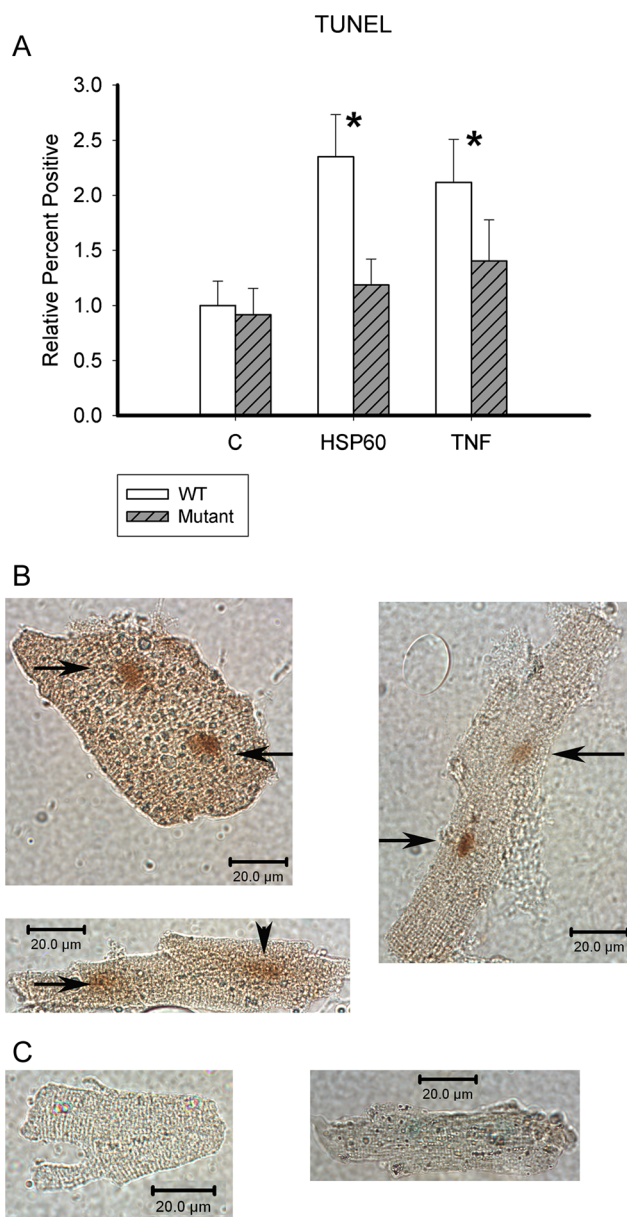 TUNEL
A
3.0
2.5
2.0
1.5
1.0
0.5
0.0
Relative Percent Positive
*
*
C HSP60 TNF
WT
Mutant
B
20.0 µm
20.0 µm
20.0 µm
C
20.0 µm
20.0 µm